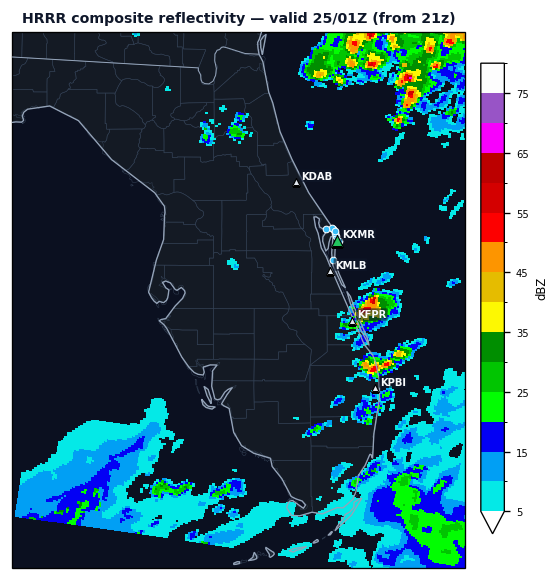 HRRR composite reflectivity — valid 25/01Z (from 21z)
KDAB
KXMR
KMLB
KFPR
KPBI
75
65
55
45
35
25
15
5
dBZ